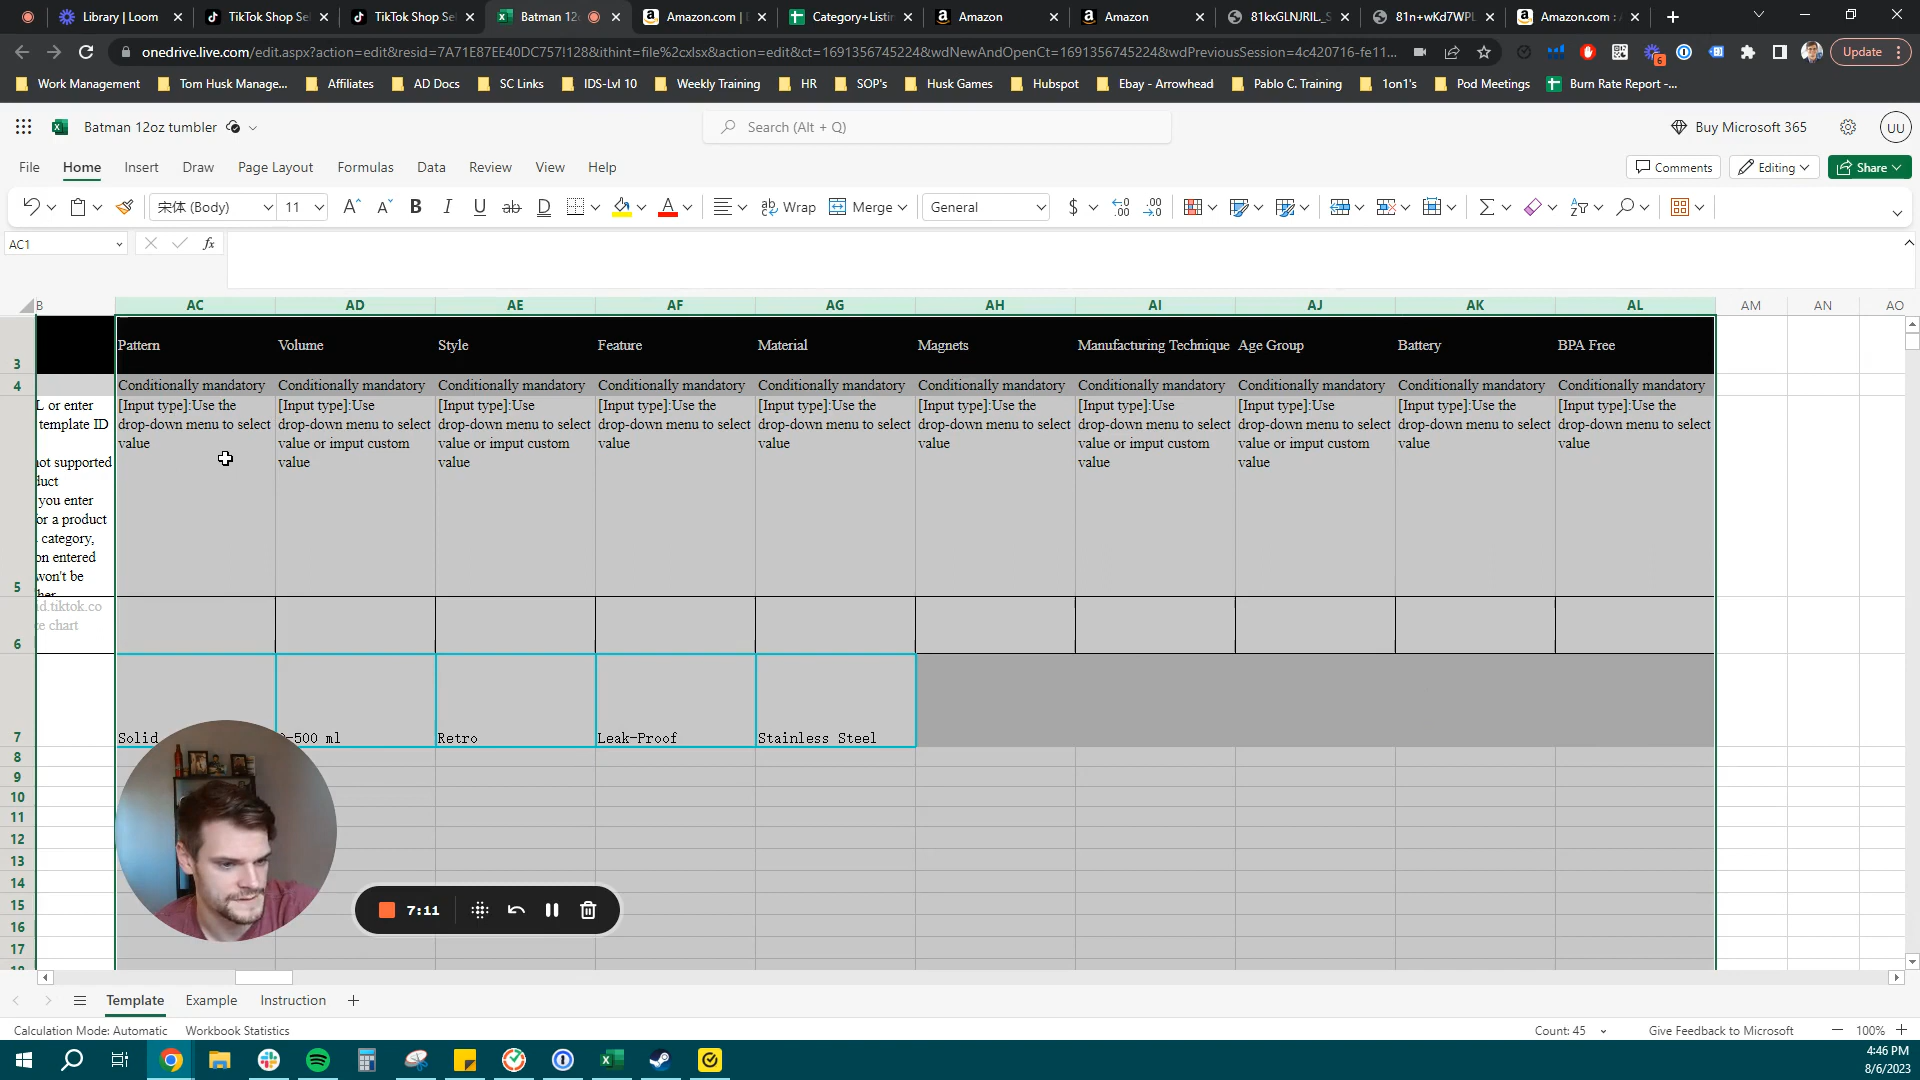 Library | Loom
TikTok Shop Sel
TikTok Shop Sel
Batman 12o
Amazon.com |
Category+Listin
Amazon
Amazon
81kxGLNJRIL_S
81n+wKd7WPL
Amazon.com : A
onedrive.live.com/edit.aspx?action=edit&resid=7A71E87EE40DC757!128&ithint=file%2cxlsx&action=edit&ct=1691356745224&wdNewAndOpenCt=1691356745224&wdPreviousSession=4c420716-fe11...
6
Update
Work Management
Tom Husk Manage...
Affiliates
AD Docs
SC Links
IDS-Lvl 10
Weekly Training
HR
SOP's
Husk Games
Hubspot
Ebay - Arrowhead
Pablo C. Training
1on1's
Pod Meetings
Burn Rate Report -...
Batman 12oz tumbler
Search (Alt + Q)
Buy Microsoft 365
UU
File Home Insert Draw Page Layout Formulas Data Review View Help
Comments
Editing
Share
宋体 (Body)
11
Wrap
Merge
General
AC1
B AC AD AE AF AG AH AI AJ AK AL AM AN AO
3 Pattern Volume Style Feature Material Magnets Manufacturing Technique Age Group Battery BPA Free
4 Conditionally mandatory Conditionally mandatory Conditionally mandatory Conditionally mandatory Conditionally mandatory Conditionally mandatory Conditionally mandatory Conditionally mandatory Conditionally mandatory Conditionally mandatory
L or enter
template ID
not supported
duct
you enter
or a product
category,
on entered
won't be
[Input type]:Use the
drop-down menu to select
value
[Input type]:Use
drop-down menu to select
value or imput custom
value
[Input type]:Use
drop-down menu to select
value or imput custom
value
[Input type]:Use the
drop-down menu to select
value
[Input type]:Use the
drop-down menu to select
value
[Input type]:Use the
drop-down menu to select
value
[Input type]:Use
drop-down menu to select
value or imput custom
value
[Input type]:Use
drop-down menu to select
value or imput custom
value
[Input type]:Use the
drop-down menu to select
value
[Input type]:Use the
drop-down menu to select
value
5
id.tiktok.co
ze chart
6
7 Solid -500 ml Retro Leak-Proof Stainless Steel
8
9
10
11
12
13
14
15
16
17
18
7:11
Template
Example
Instruction
Calculation Mode: Automatic
Workbook Statistics
Count: 45
Give Feedback to Microsoft
100%
4:46 PM
8/6/2023